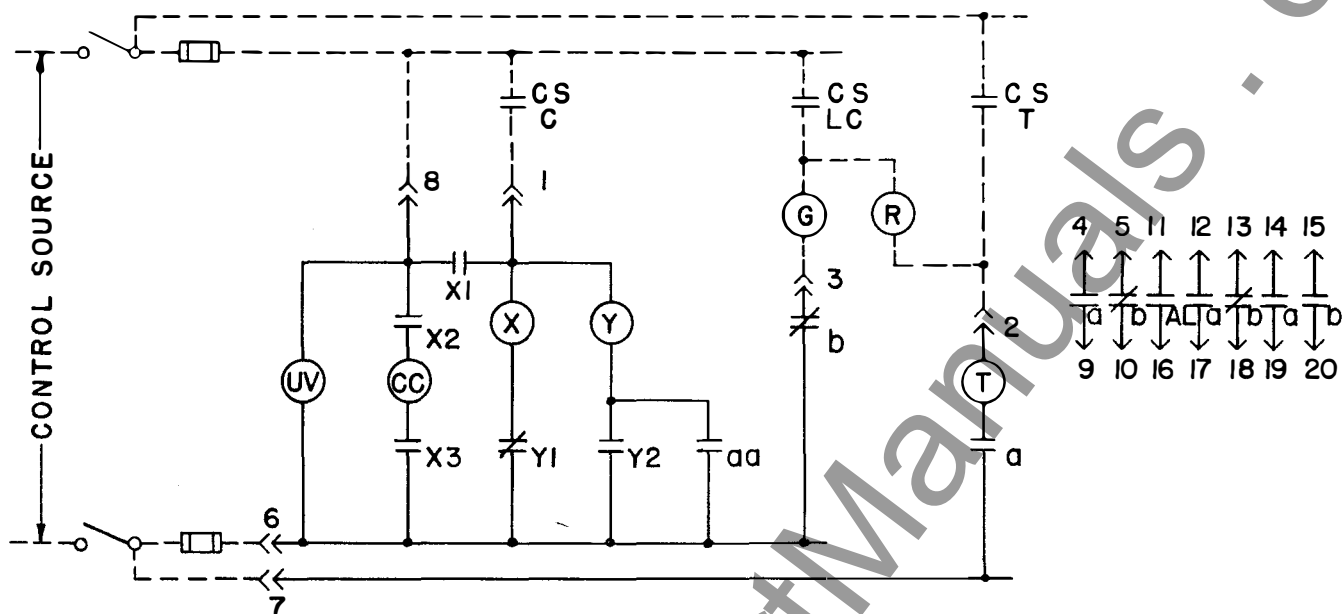 CONTROL SOURCE
CS
C
CS
LC
CS
T
8
1
G
R
3
b
2
X1
X
Y
X2
UV
CC
T
X3
Y1
Y2
aa
a
6
7
4 5 11 12 13 14 15
a b AL a b a b
9 10 16 17 18 19 20
tManuals .